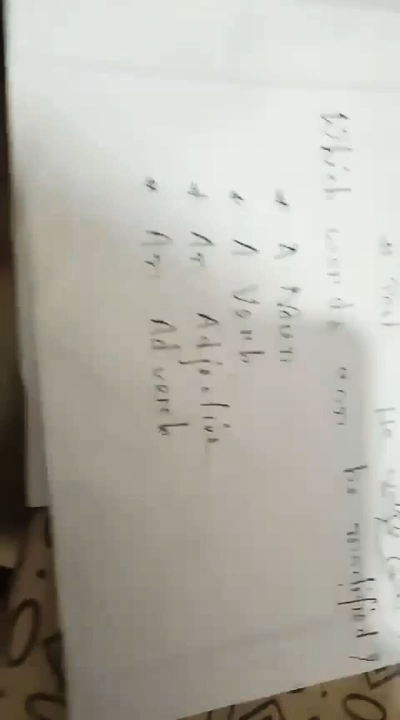 Which words can be modified?
* A Noun
* A Verb
* An Adjective
* An Adverb